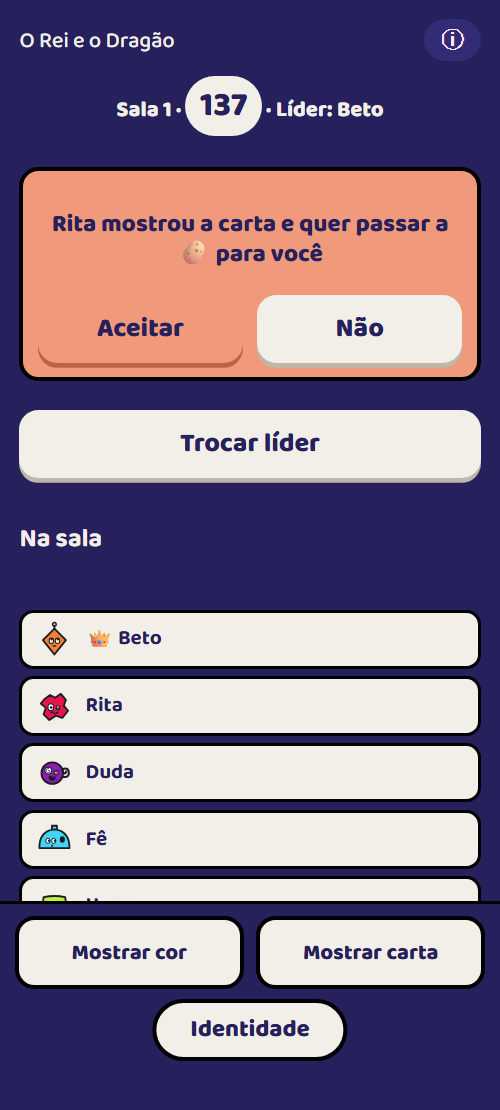 O Rei e o Dragão
Sala 1 · 137 · Líder: Beto
Rita mostrou a carta e quer passar a
🥚 para você
Aceitar
Não
Trocar líder
Na sala
👑 Beto
Rita
Duda
Fê
Mostrar cor
Mostrar carta
Identidade